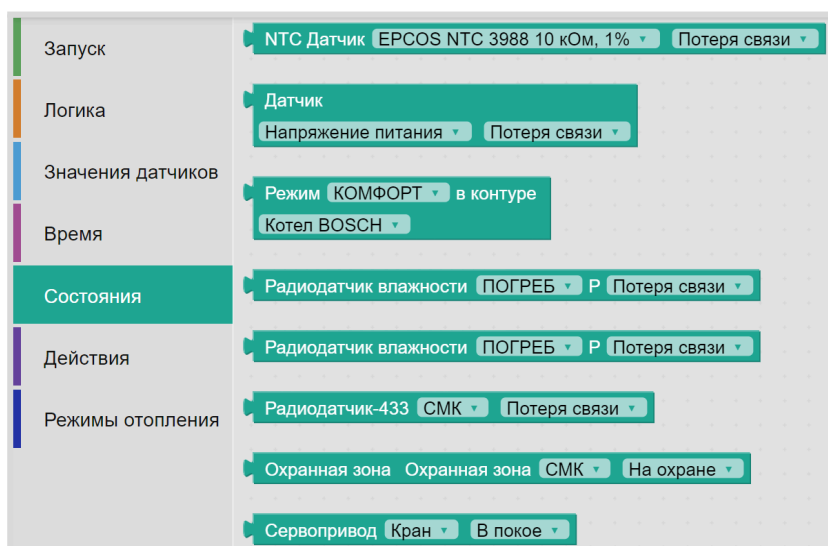 Запуск
Логика
Значения датчиков
Время
Состояния
Действия
Режимы отопления
NTC Датчик EPCOS NTC 3988 10 кОм, 1% Потеря связи
Датчик
Напряжение питания Потеря связи
Режим КОМФОРТ в контуре
Котел BOSCH
Радиодатчик влажности ПОГРЕБ P Потеря связи
Радиодатчик влажности ПОГРЕБ P Потеря связи
Радиодатчик-433 СМК Потеря связи
Охранная зона Охранная зона СМК На охране
Сервопривод Кран В покое